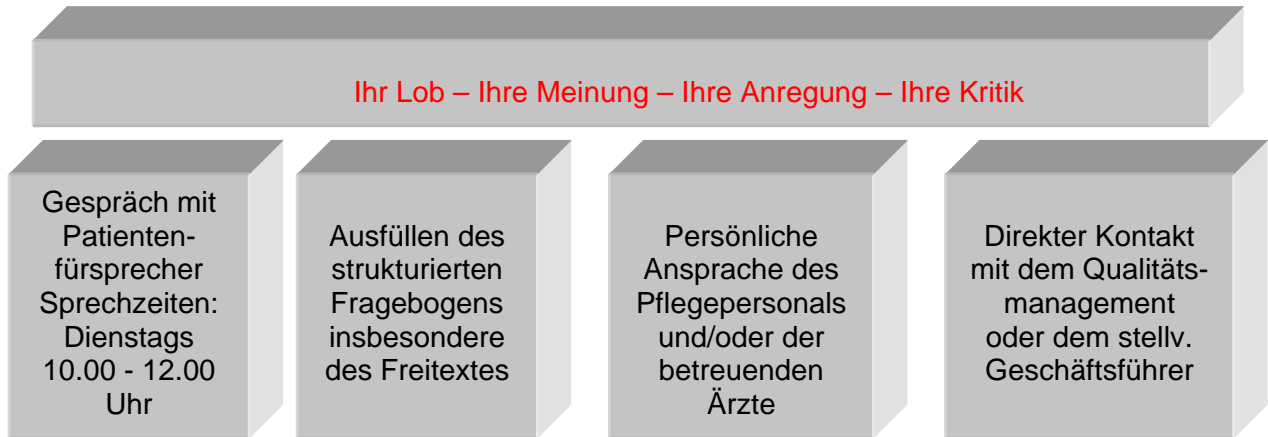 Ihr Lob – Ihre Meinung – Ihre Anregung – Ihre Kritik
Gespräch mit
Patienten-
fürsprecher
Sprechzeiten:
Dienstags
10.00 - 12.00
Uhr
Ausfüllen des
strukturierten
Fragebogens
insbesondere
des Freitextes
Persönliche
Ansprache des
Pflegepersonals
und/oder der
betreuenden
Ärzte
Direkter Kontakt
mit dem Qualitäts-
management
oder dem stellv.
Geschäftsführer